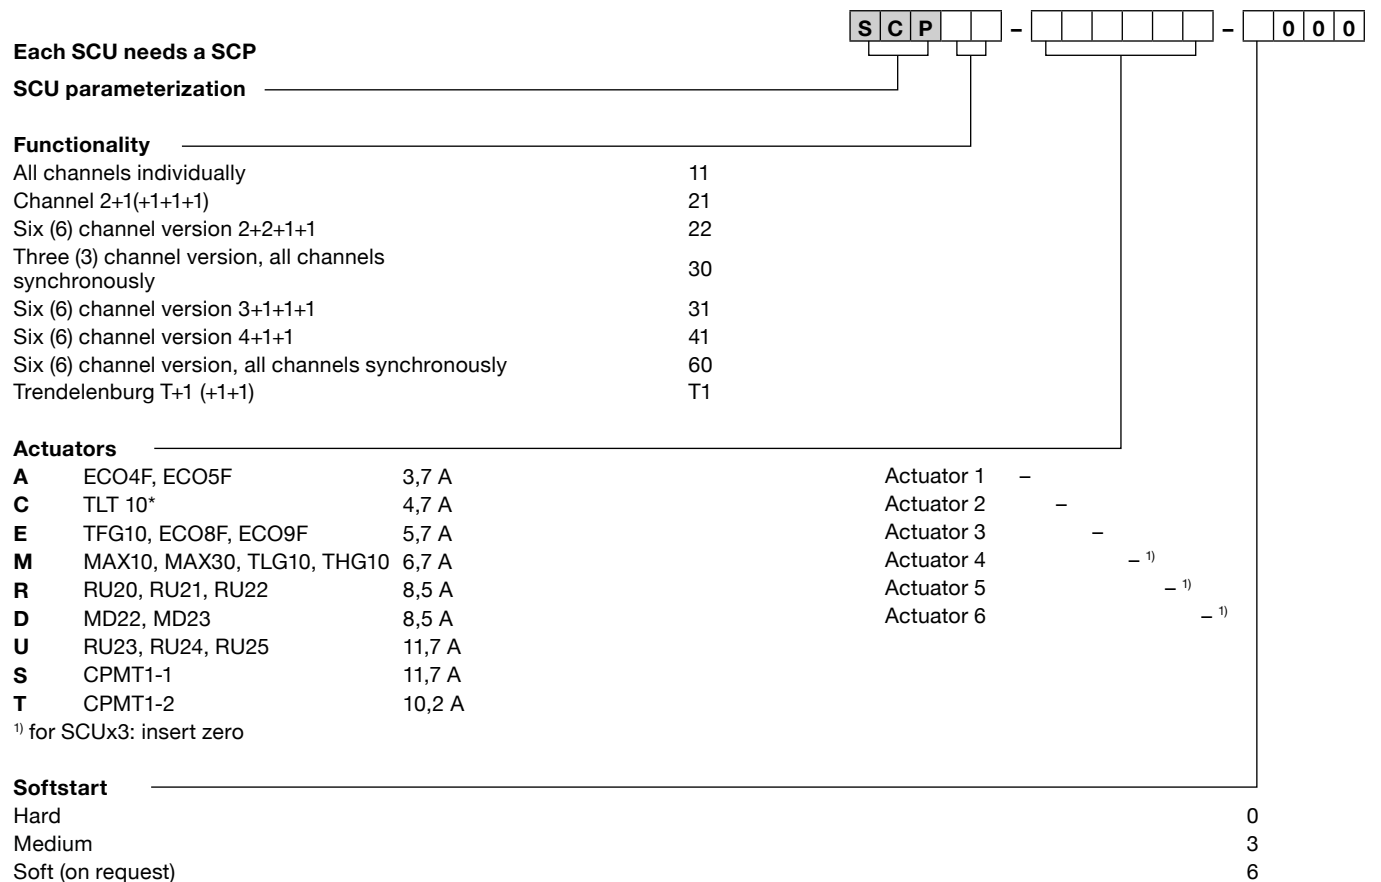 S C P – – 0 0 0
Each SCU needs a SCP
SCU parameterization
Functionality
All channels individually 11
Channel 2+1(+1+1+1) 21
Six (6) channel version 2+2+1+1 22
Three (3) channel version, all channels
synchronously 30
Six (6) channel version 3+1+1+1 31
Six (6) channel version 4+1+1 41
Six (6) channel version, all channels synchronously 60
Trendelenburg T+1 (+1+1) T1
Actuators
A ECO4F, ECO5F 3,7 A Actuator 1 –
C TLT 10* 4,7 A Actuator 2 –
E TFG10, ECO8F, ECO9F 5,7 A Actuator 3 –
M MAX10, MAX30, TLG10, THG10 6,7 A Actuator 4 – 1)
R RU20, RU21, RU22 8,5 A Actuator 5 – 1)
D MD22, MD23 8,5 A Actuator 6 – 1)
U RU23, RU24, RU25 11,7 A
S CPMT1-1 11,7 A
T CPMT1-2 10,2 A
1) for SCUx3: insert zero
Softstart
Hard 0
Medium 3
Soft (on request) 6